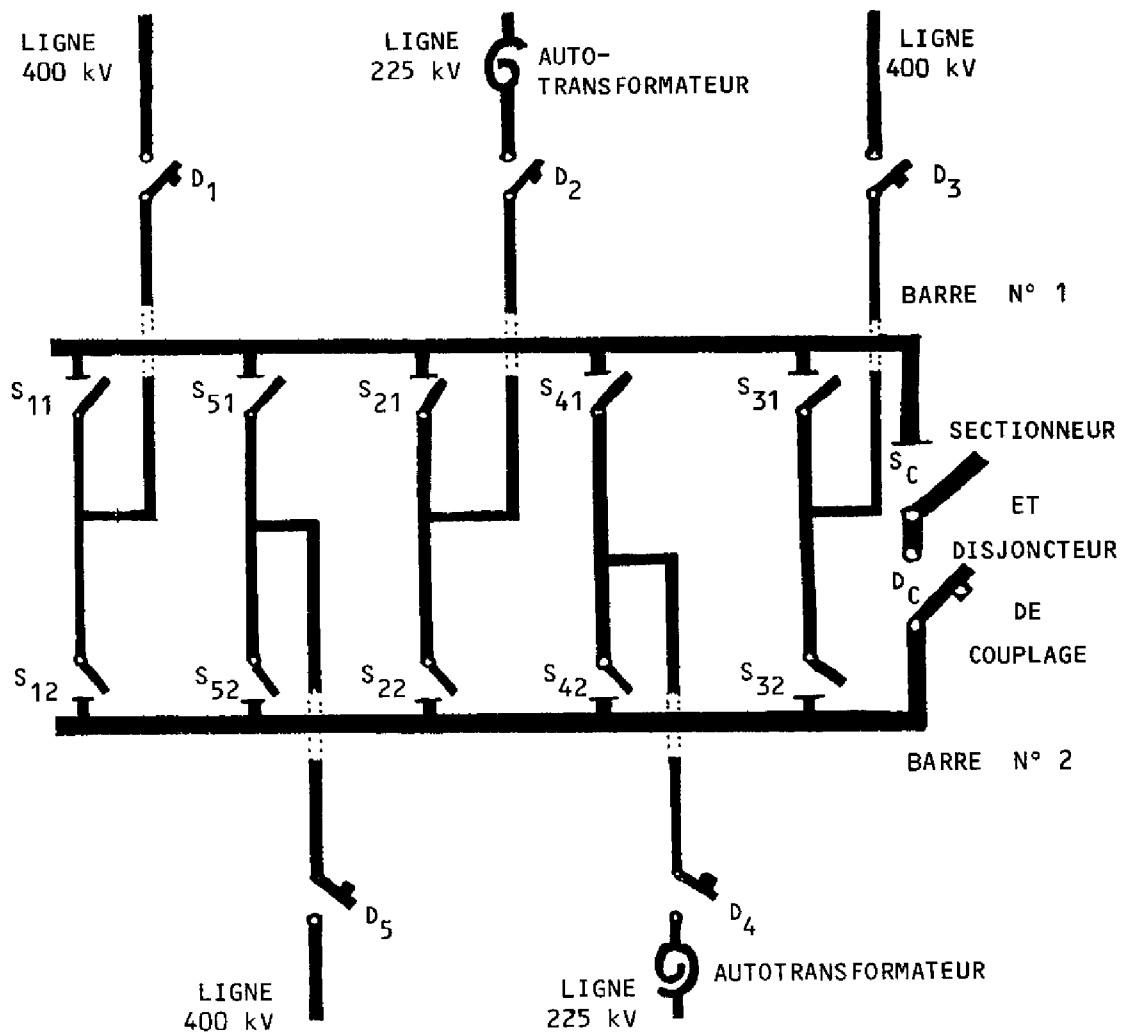 LIGNE
400 kV
LIGNE
225 kV
AUTO-
TRANSFORMATEUR
LIGNE
400 kV
D1
D2
D3
BARRE N° 1
S11
S51
S21
S41
S31
SECTIONNEUR
SC
ET
DISJONCTEUR
DC
DE
COUPLAGE
S12
S52
S22
S42
S32
BARRE N° 2
D5
D4
LIGNE
400 kV
LIGNE
225 kV
AUTOTRANSFORMATEUR